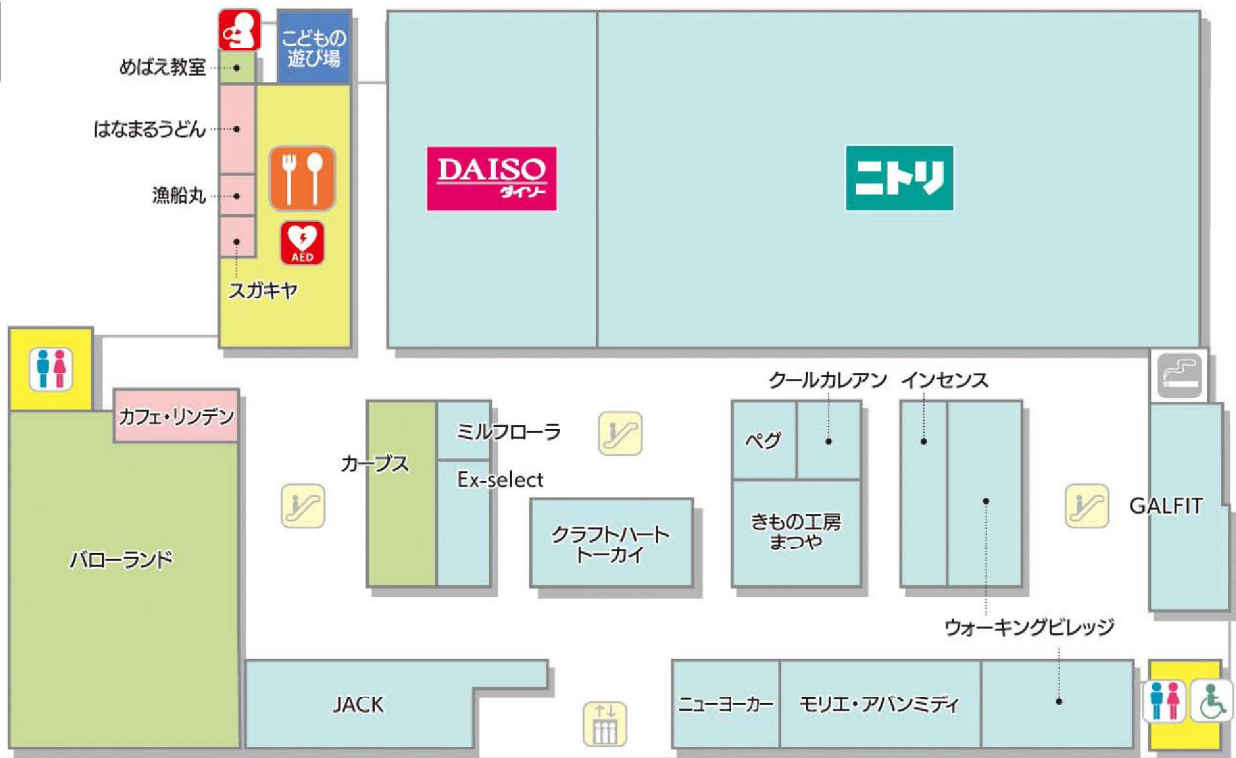 こどもの
遊び場
めばえ教室
はなまるうどん
漁船丸
スガキヤ
AED
DAISO
ダイソー
ニトリ
カフェ・リンデン
バローランド
カーブス
ミルフローラ
Ex-select
クラフトハート
トーカイ
クールカレアン
インセンス
ペグ
きもの工房
まつや
GALFIT
ウォーキングビレッジ
JACK
ニューヨーカー
モリエ・アバンミディ